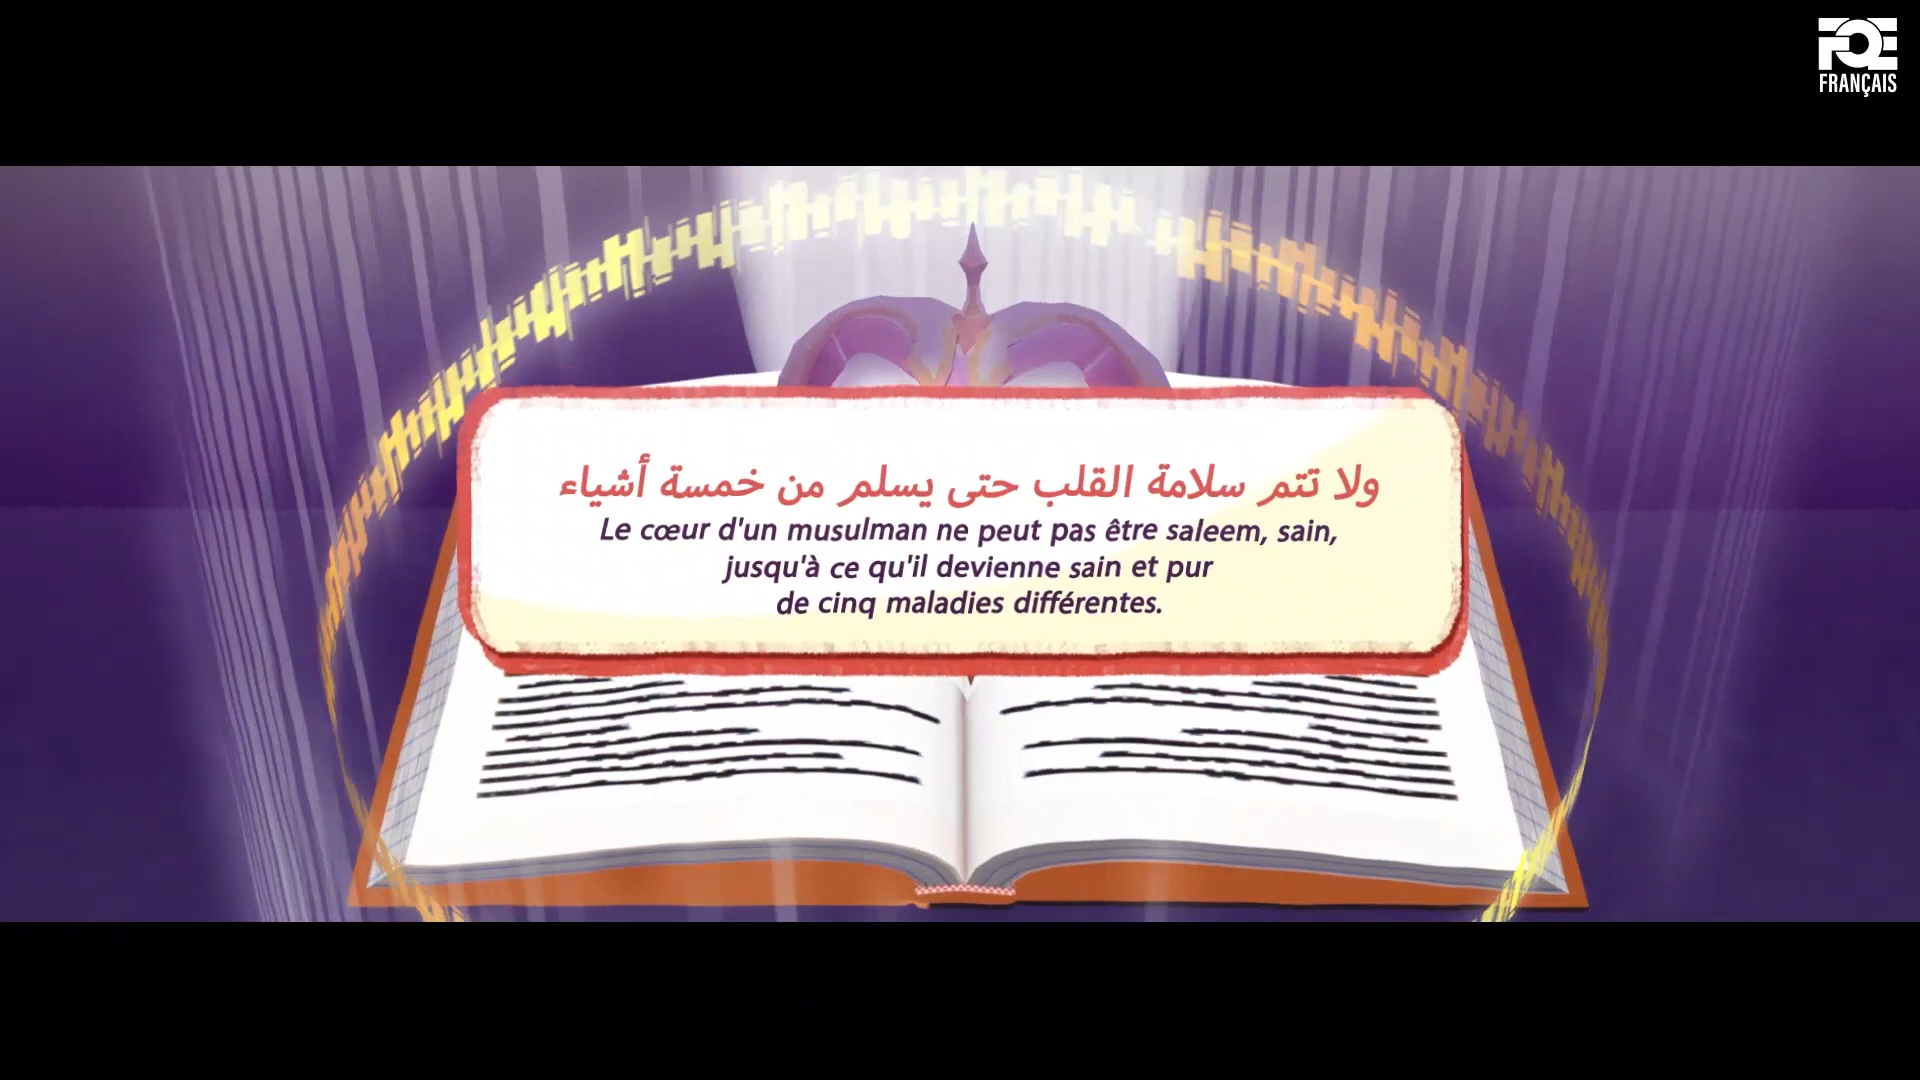 FOE
FRANÇAIS
ولا تتم سلامة القلب حتى يسلم من خمسة أشياء
Le cœur d'un musulman ne peut pas être saleem, sain,
jusqu'à ce qu'il devienne sain et pur
de cinq maladies différentes.